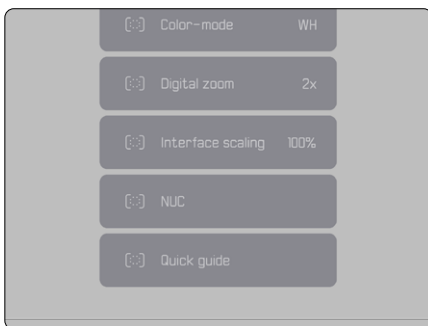 Color-mode WH
Digital zoom 2x
Interface scaling 100%
NUC
Quick guide